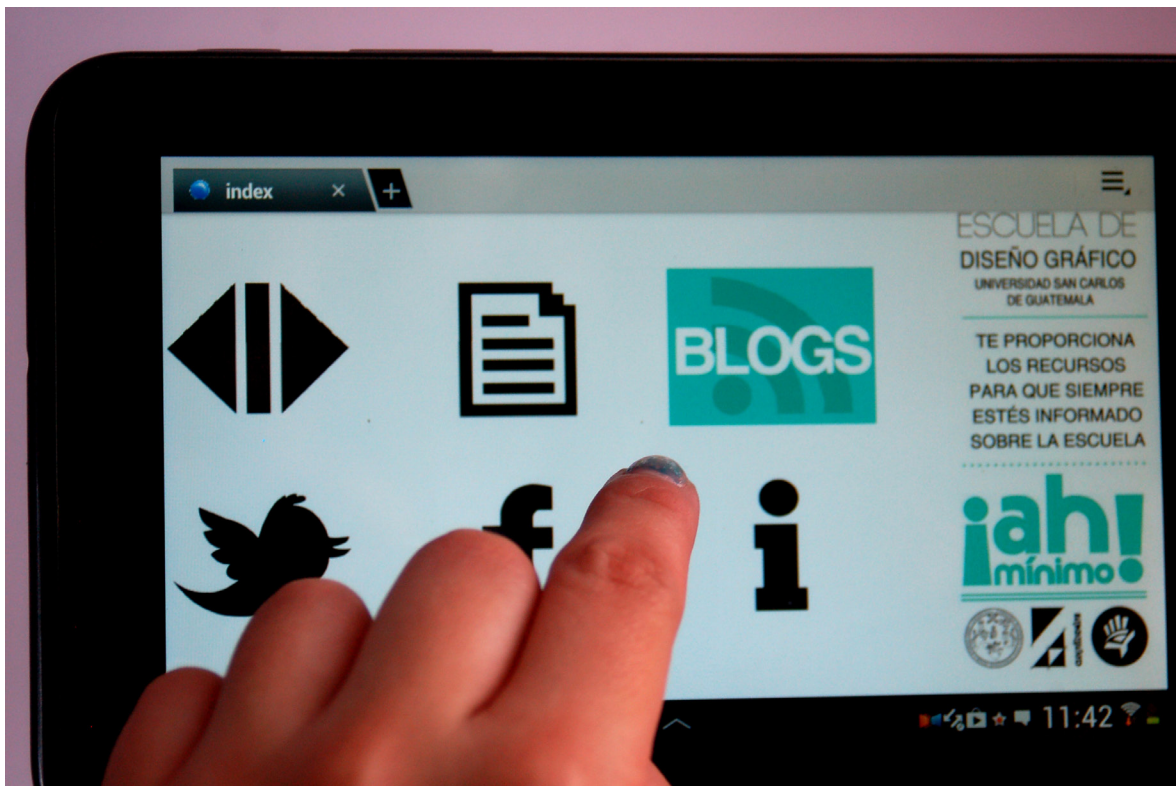 index
ESCUELA DE
DISEÑO GRÁFICO
UNIVERSIDAD SAN CARLOS
DE GUATEMALA
BLOGS
TE PROPORCIONA
LOS RECURSOS
PARA QUE SIEMPRE
ESTÉS INFORMADO
SOBRE LA ESCUELA
f
i
¡ah!
mínimo
11:42